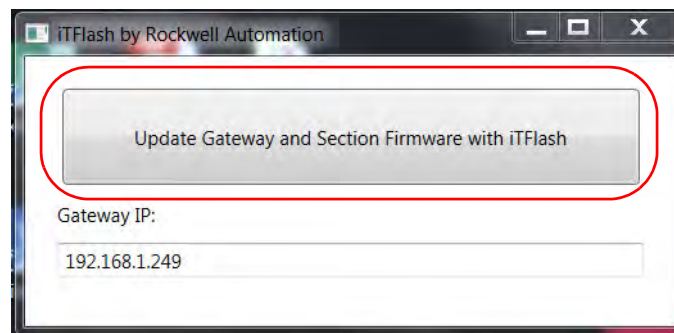 iTFlash by Rockwell Automation
Update Gateway and Section Firmware with iTFlash
Gateway IP:
192.168.1.249